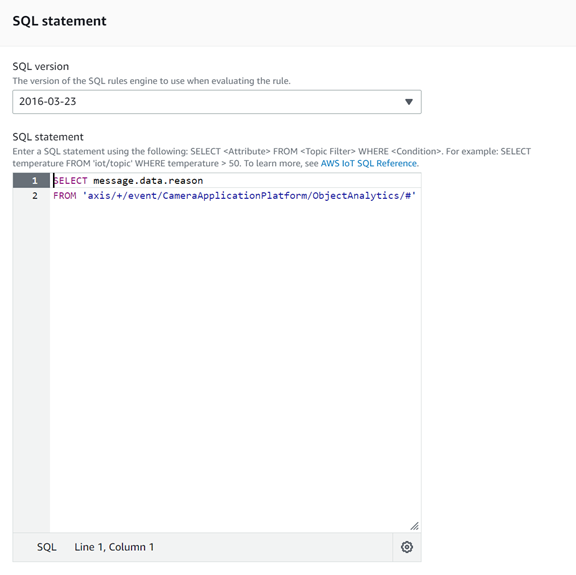 SQL statement
SQL version
The version of the SQL rules engine to use when evaluating the rule.
2016-03-23
SQL statement
Enter a SQL statement using the following: SELECT <Attribute> FROM <Topic Filter> WHERE <Condition>. For example: SELECT
temperature FROM 'iot/topic' WHERE temperature > 50. To learn more, see AWS IoT SQL Reference.
1 SELECT message.data.reason
2 FROM 'axis/+/event/CameraApplicationPlatform/ObjectAnalytics/#'
SQL Line 1, Column 1